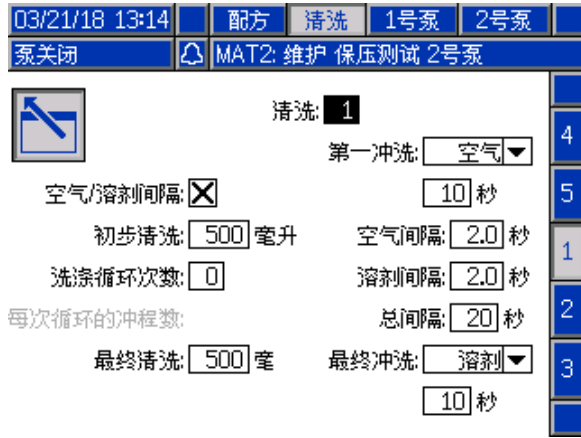 03/21/18 13:14 配方 清洗 1号泵 2号泵
泵关闭 MAT2: 维护 保压测试 2号泵
清洗: 1
4
第一冲洗: 空气
空气/溶剂间隔: 10 秒 5
初步清洗: 500 毫升 空气间隔: 2.0 秒
1
洗涤循环次数: 0 溶剂间隔: 2.0 秒
每次循环的冲程数: 总间隔: 20 秒 2
最终清洗: 500 毫 最终冲洗: 溶剂 3
10 秒